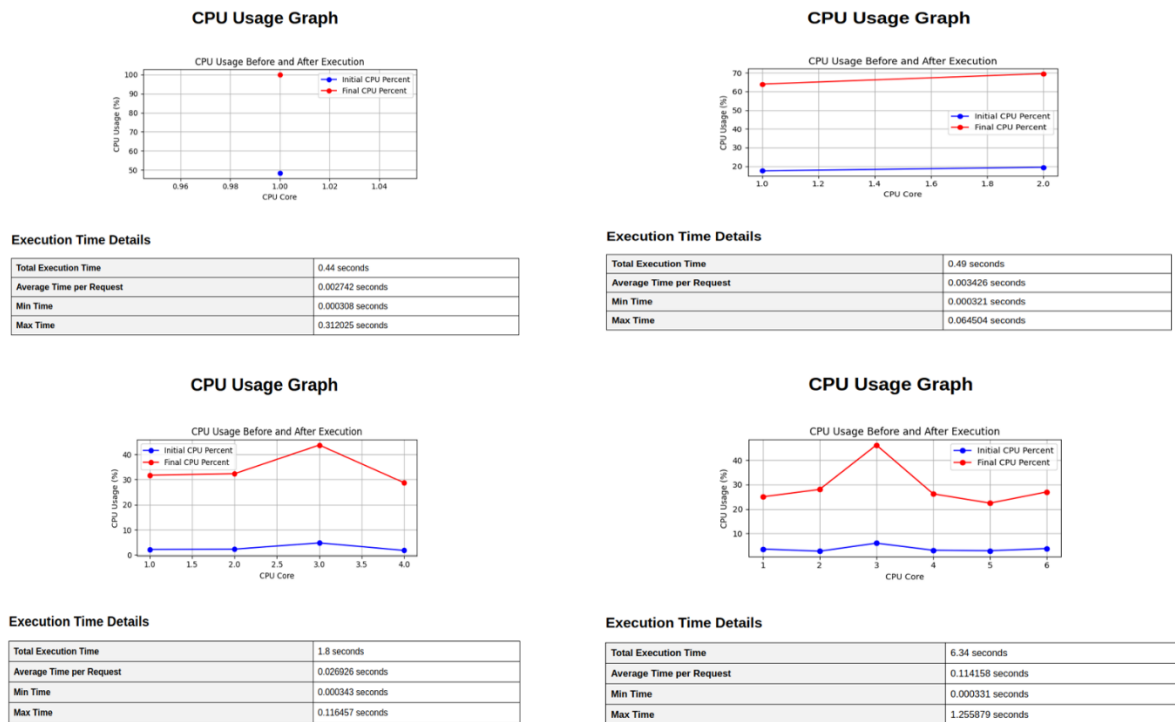 CPU Usage Graph
CPU Usage Before and After Execution
100
90
80
70
60
50
CPU Usage (%)
Initial CPU Percent
Final CPU Percent
0.96 0.98 1.00 1.02 1.04
CPU Core
Execution Time Details
Total Execution Time 0.44 seconds
Average Time per Request 0.002742 seconds
Min Time 0.000308 seconds
Max Time 0.312025 seconds
CPU Usage Graph
CPU Usage Before and After Execution
70
60
50
40
30
20
CPU Usage (%)
Initial CPU Percent
Final CPU Percent
1.0 1.2 1.4 1.6 1.8 2.0
CPU Core
Execution Time Details
Total Execution Time 0.49 seconds
Average Time per Request 0.003426 seconds
Min Time 0.000321 seconds
Max Time 0.064504 seconds
CPU Usage Graph
CPU Usage Before and After Execution
40
30
20
10
0
CPU Usage (%)
Initial CPU Percent
Final CPU Percent
1.0 1.5 2.0 2.5 3.0 3.5 4.0
CPU Core
Execution Time Details
Total Execution Time 1.8 seconds
Average Time per Request 0.026926 seconds
Min Time 0.000343 seconds
Max Time 0.116457 seconds
CPU Usage Graph
CPU Usage Before and After Execution
40
30
20
10
CPU Usage (%)
Initial CPU Percent
Final CPU Percent
1 2 3 4 5 6
CPU Core
Execution Time Details
Total Execution Time 6.34 seconds
Average Time per Request 0.114158 seconds
Min Time 0.000331 seconds
Max Time 1.255879 seconds